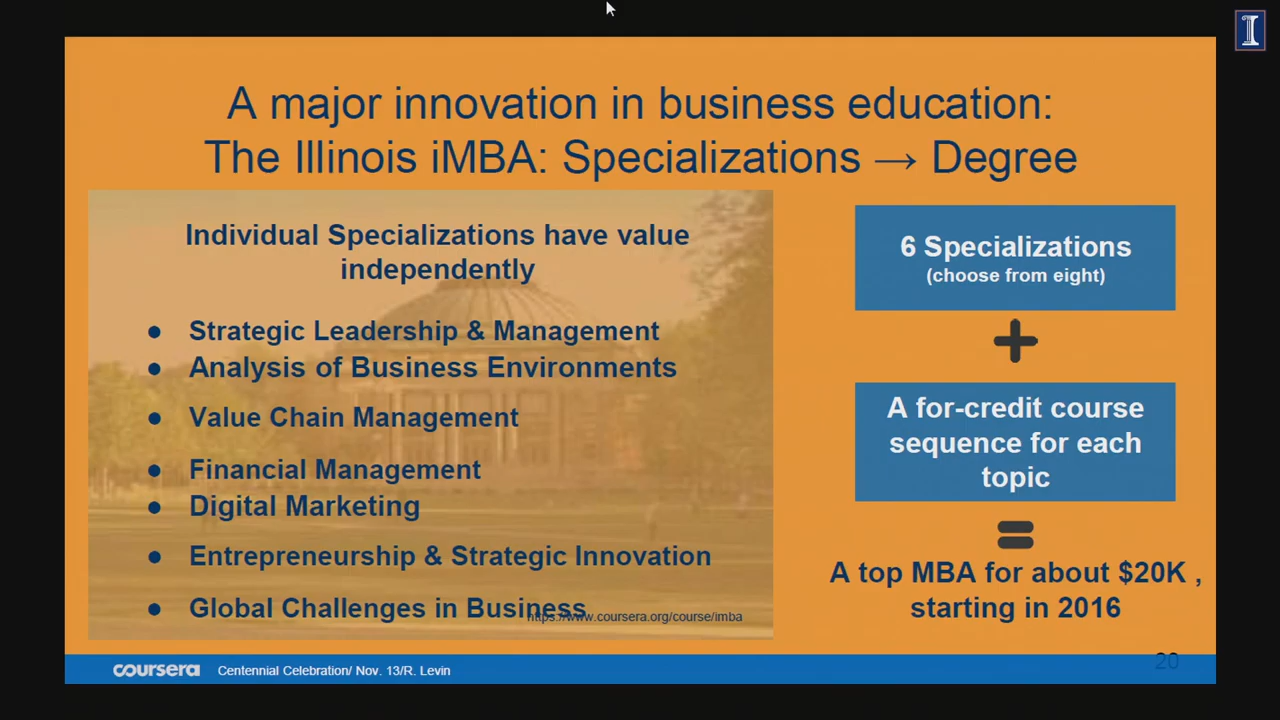 I
A major innovation in business education:
The Illinois iMBA: Specializations → Degree
Individual Specializations have value
independently
● Strategic Leadership & Management
● Analysis of Business Environments
● Value Chain Management
● Financial Management
● Digital Marketing
● Entrepreneurship & Strategic Innovation
● Global Challenges in Business
https://www.coursera.org/course/imba
6 Specializations
(choose from eight)
+
A for-credit course
sequence for each
topic
=
A top MBA for about $20K ,
starting in 2016
coursera Centennial Celebration/ Nov. 13/R. Levin
20